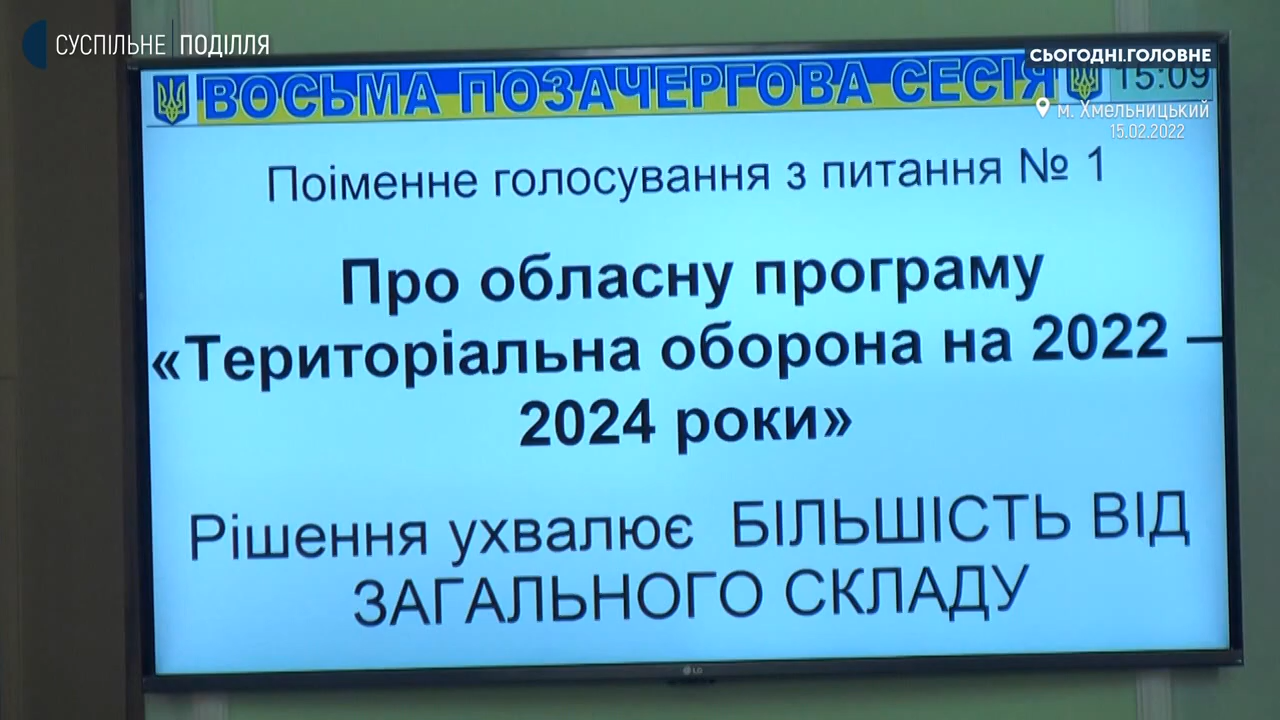 СУСПІЛЬНЕ ПОДІЛЛЯ
СЬОГОДНІ.ГОЛОВНЕ
ВОСЬМА ПОЗАЧЕРГОВА СЕСІЯ 15:09
м. Хмельницький
15.02.2022
Поіменне голосування з питання № 1
Про обласну програму
«Територіальна оборона на 2022 –
2024 роки»
Рішення ухвалює БІЛЬШІСТЬ ВІД
ЗАГАЛЬНОГО СКЛАДУ
LG